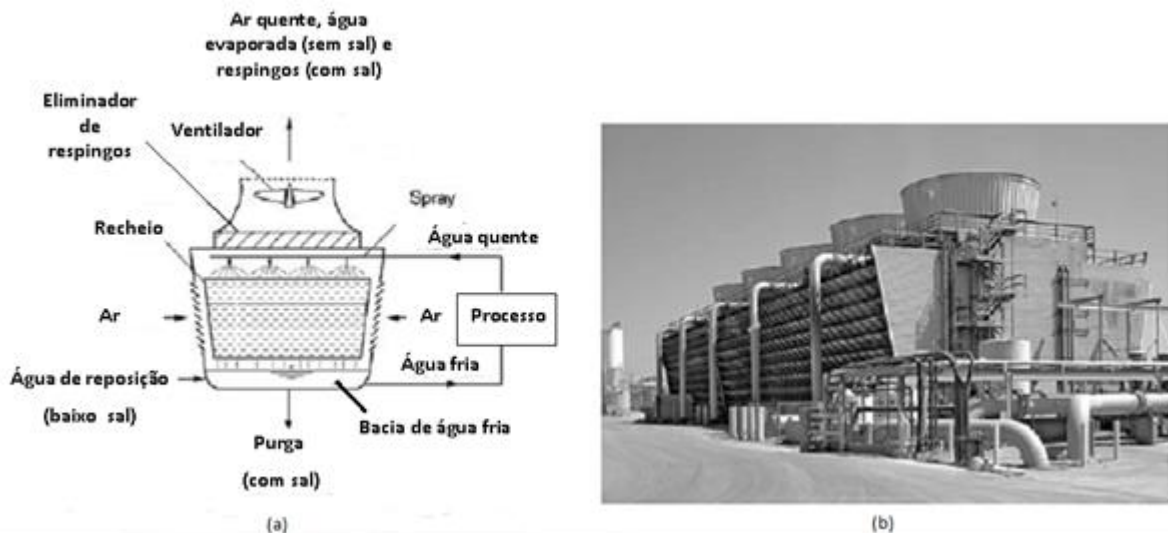 Ar quente, água
evaporada (sem sal) e
respingos (com sal)
Eliminador
de
respingos
Ventilador
Spray
Recheio
Água quente
Ar
Ar
Processo
Água fria
Água de reposição
(baixo sal)
Bacia de água fria
Purga
(com sal)
(a)
(b)